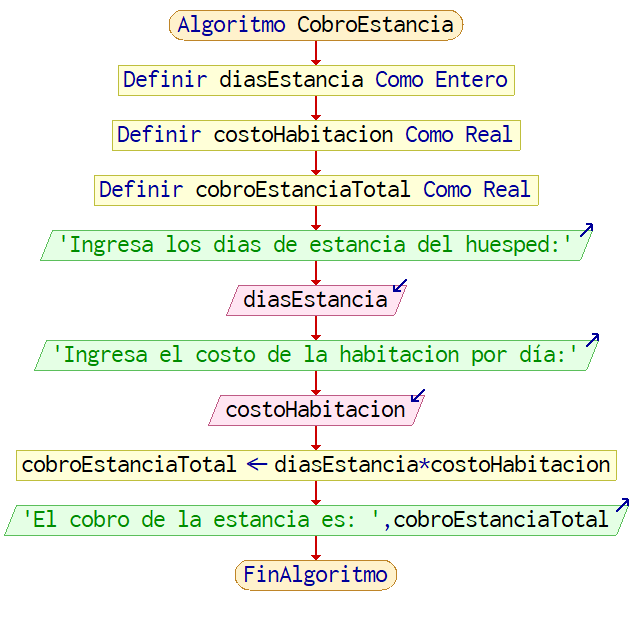 Algoritmo CobroEstancia
Definir diasEstancia Como Entero
Definir costoHabitacion Como Real
Definir cobroEstanciaTotal Como Real
'Ingresa los dias de estancia del huesped:'
diasEstancia
'Ingresa el costo de la habitacion por día:'
costoHabitacion
cobroEstanciaTotal ← diasEstancia*costoHabitacion
'El cobro de la estancia es: ',cobroEstanciaTotal
FinAlgoritmo